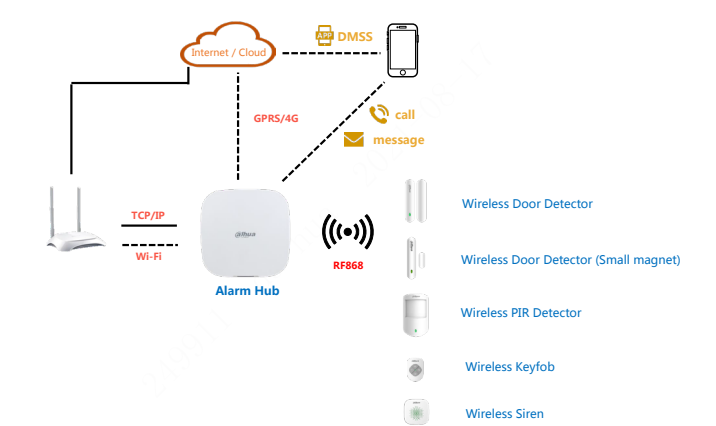 APP DMSS
Internet / Cloud
GPRS/4G
call
message
TCP/IP
Wi-Fi
alhua
Alarm Hub
RF868
Wireless Door Detector
Wireless Door Detector (Small magnet)
Wireless PIR Detector
Wireless Keyfob
Wireless Siren